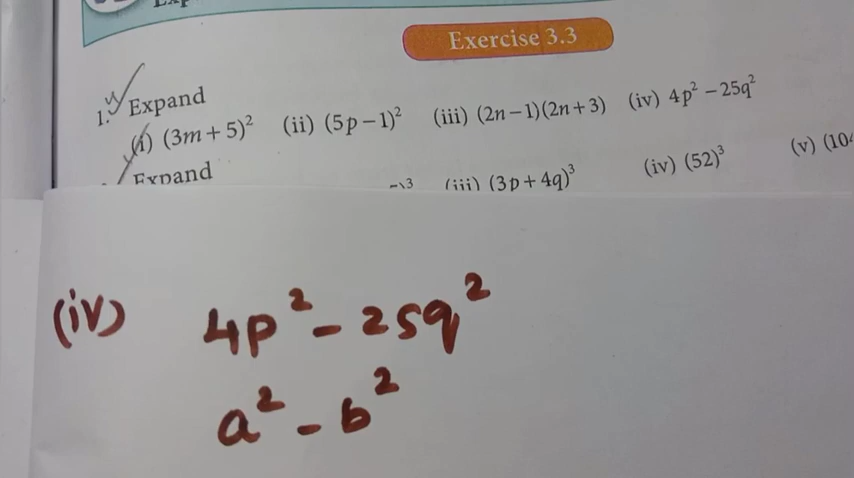 Exercise 3.3
1. Expand
(i) (3m + 5)² (ii) (5p − 1)² (iii) (2n − 1)(2n + 3) (iv) 4p² − 25q²
Expand
(iii) (3p + 4q)³ (iv) (52)³ (v) (10
(iv) 4p² - 25q²
a² - b²